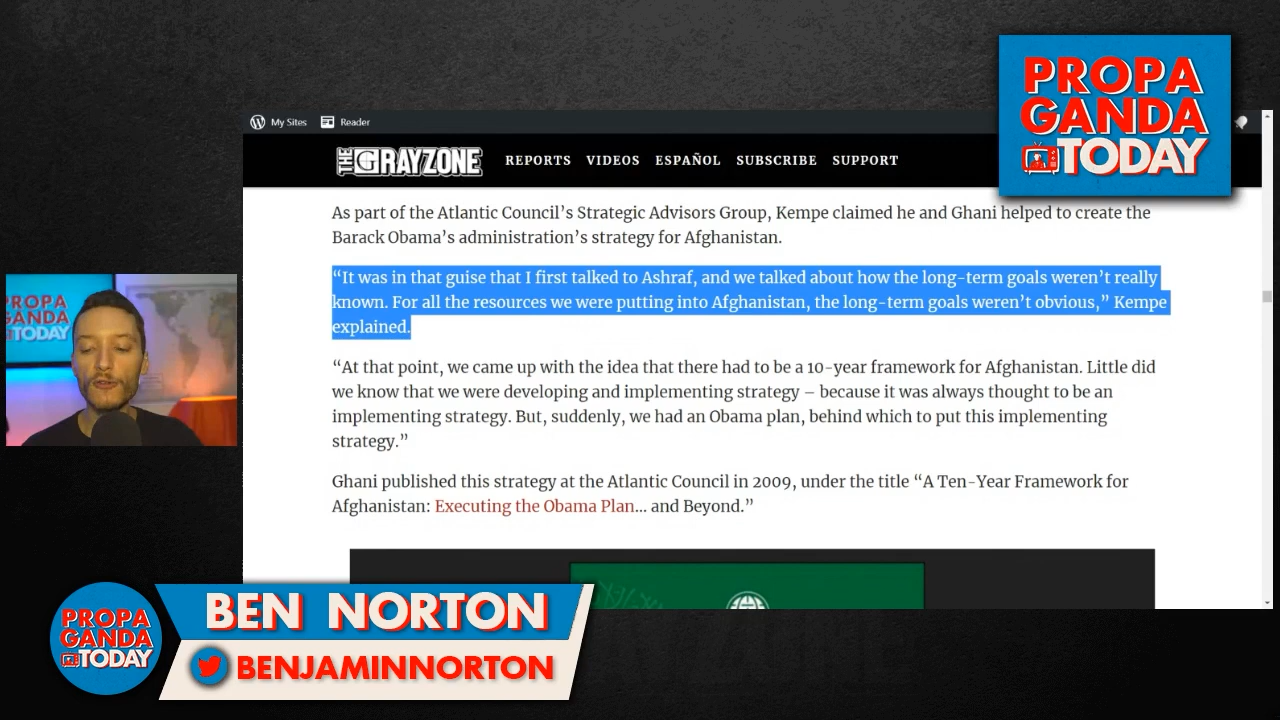 PROPA
GANDA
TODAY
My Sites
Reader
THE GRAYZONE
REPORTS VIDEOS ESPAÑOL SUBSCRIBE SUPPORT
As part of the Atlantic Council’s Strategic Advisors Group, Kempe claimed he and Ghani helped to create the
Barack Obama’s administration’s strategy for Afghanistan.
“It was in that guise that I first talked to Ashraf, and we talked about how the long-term goals weren’t really
known. For all the resources we were putting into Afghanistan, the long-term goals weren’t obvious,” Kempe
explained.
“At that point, we came up with the idea that there had to be a 10-year framework for Afghanistan. Little did
we know that we were developing and implementing strategy – because it was always thought to be an
implementing strategy. But, suddenly, we had an Obama plan, behind which to put this implementing
strategy.”
Ghani published this strategy at the Atlantic Council in 2009, under the title “A Ten-Year Framework for
Afghanistan: Executing the Obama Plan... and Beyond.”
PROPA
GANDA
TODAY
PROPA
GANDA
TODAY
BEN NORTON
BENJAMINNORTON